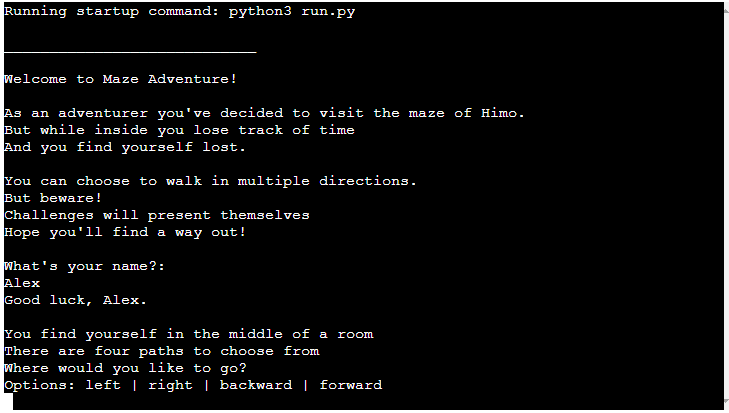 Running startup command: python3 run.py
____________________________
Welcome to Maze Adventure!
As an adventurer you've decided to visit the maze of Himo.
But while inside you lose track of time
And you find yourself lost.
You can choose to walk in multiple directions.
But beware!
Challenges will present themselves
Hope you'll find a way out!
What's your name?:
Alex
Good luck, Alex.
You find yourself in the middle of a room
There are four paths to choose from
Where would you like to go?
Options: left | right | backward | forward